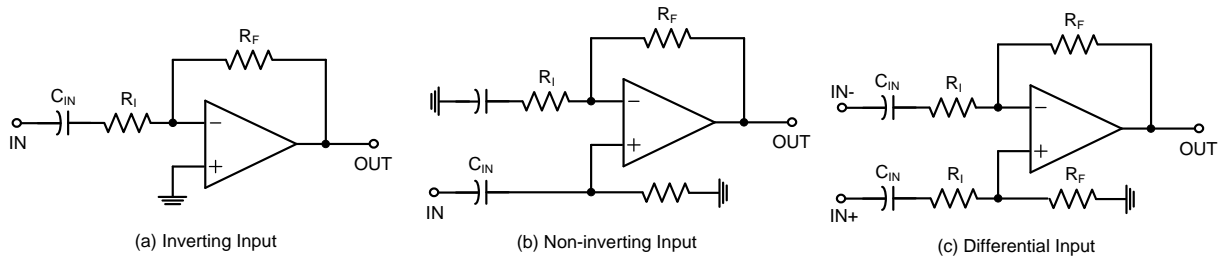 R_F
C_IN
R_I
−
+
IN
OUT
(a) Inverting Input
R_F
R_I
−
+
C_IN
IN
OUT
(b) Non-inverting Input
R_F
IN-
C_IN
R_I
−
+
OUT
C_IN
R_I
R_F
IN+
(c) Differential Input